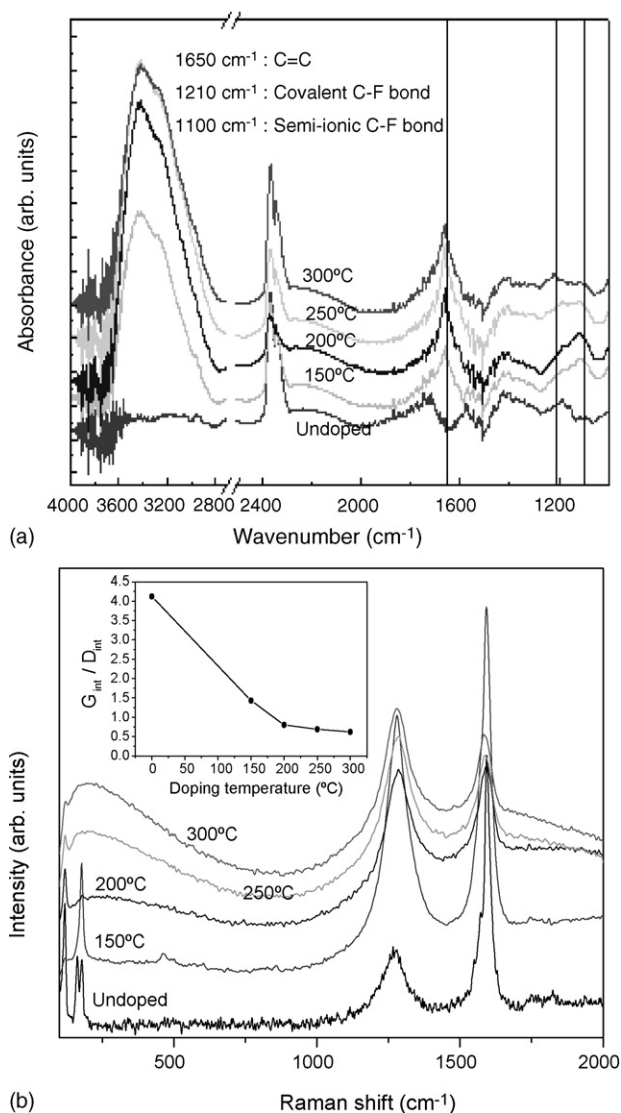 1650 cm⁻¹ : C=C
1210 cm⁻¹ : Covalent C-F bond
1100 cm⁻¹ : Semi-ionic C-F bond
Absorbance (arb. units)
300ºC
250ºC
200ºC
150ºC
Undoped
4000 3600 3200 2800 2400 2000 1600 1200
(a) Wavenumber (cm⁻¹)
4.5
4.0
3.5
3.0
2.5
2.0
1.5
1.0
0.5
0.0
G int / D int
0 50 100 150 200 250 300
Doping temperature (ºC)
Intensity (arb. units)
300ºC
250ºC
200ºC
150ºC
Undoped
500 1000 1500 2000
(b) Raman shift (cm⁻¹)